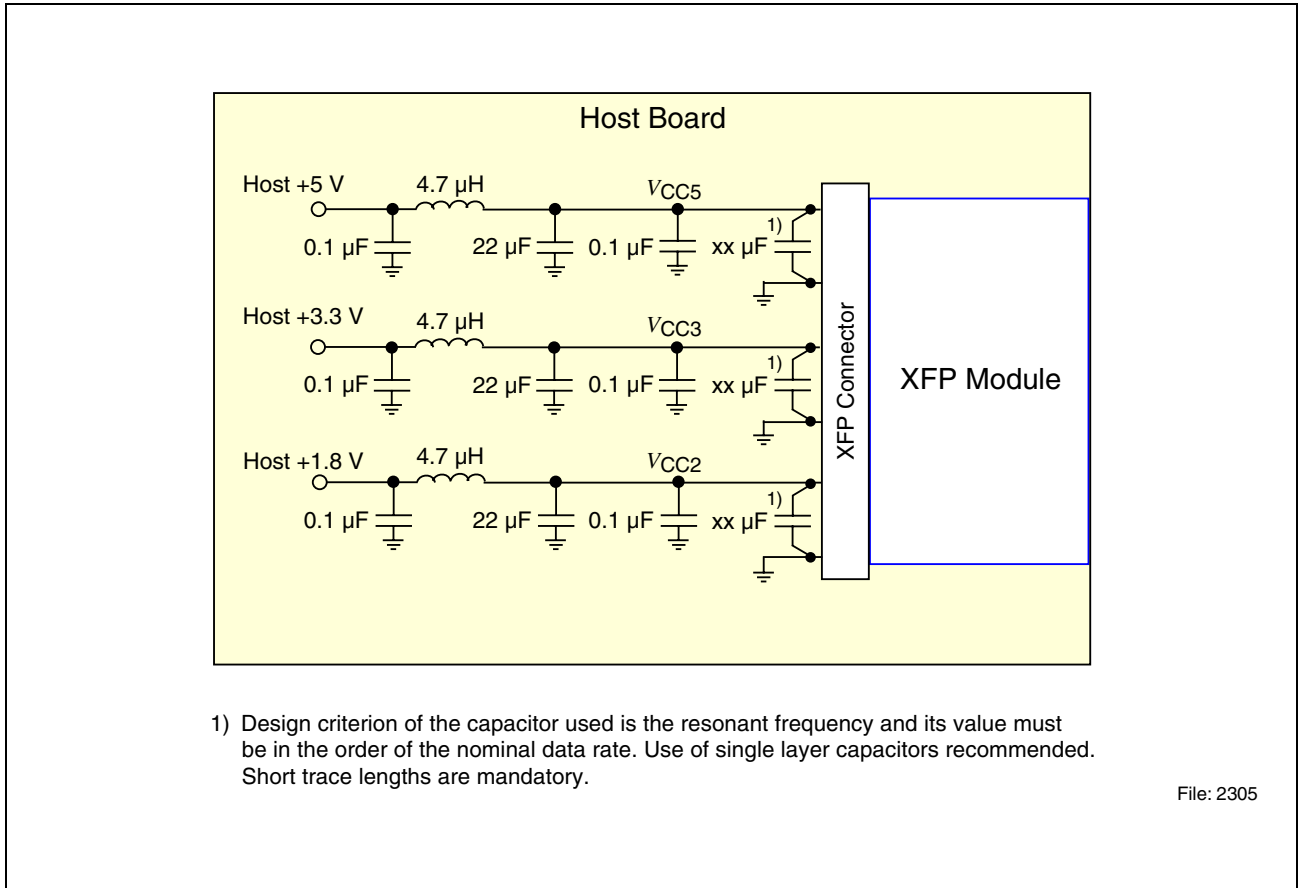 Host Board
Host +5 V
4.7 µH
VCC5
1)
0.1 µF
22 µF
0.1 µF
xx µF
Host +3.3 V
4.7 µH
VCC3
1)
0.1 µF
22 µF
0.1 µF
xx µF
Host +1.8 V
4.7 µH
VCC2
1)
0.1 µF
22 µF
0.1 µF
xx µF
XFP Connector
XFP Module
1) Design criterion of the capacitor used is the resonant frequency and its value must
be in the order of the nominal data rate. Use of single layer capacitors recommended.
Short trace lengths are mandatory.
File: 2305